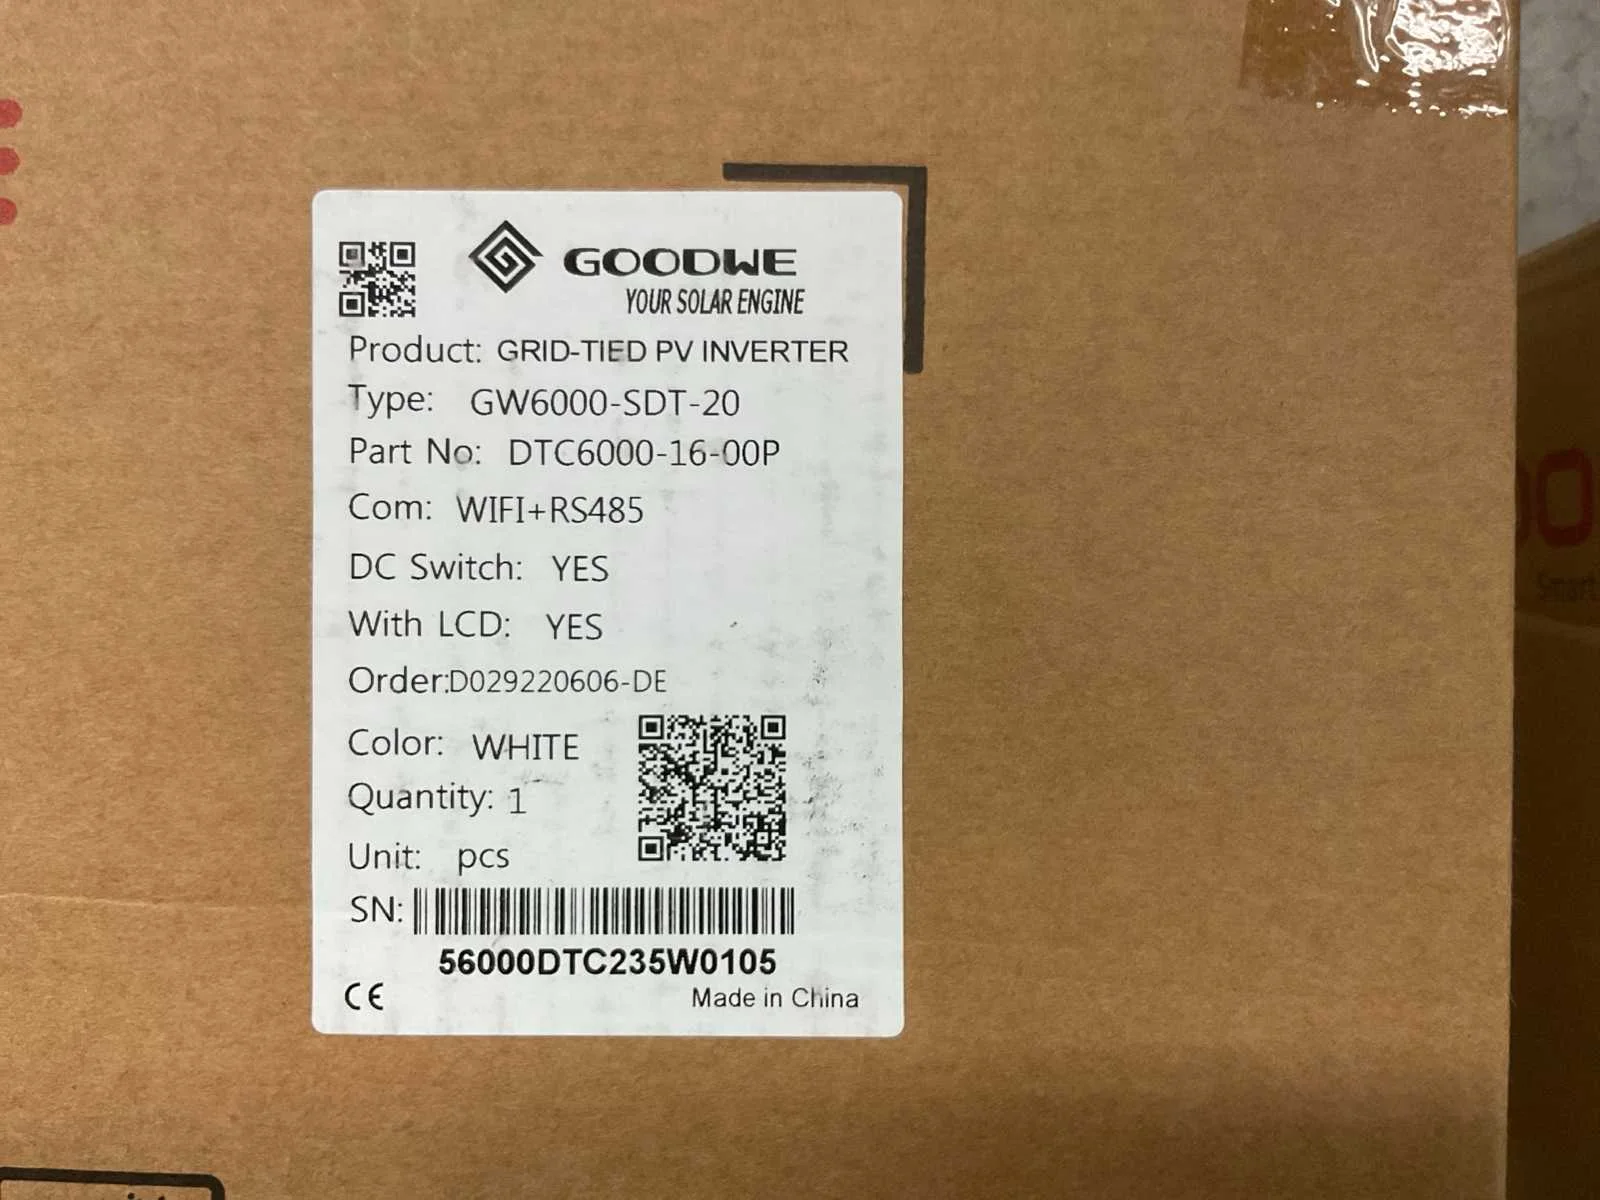 GOODWE
YOUR SOLAR ENGINE
Product: GRID-TIED PV INVERTER
Type: GW6000-SDT-20
Part No: DTC6000-16-00P
Com: WIFI+RS485
DC Switch: YES
With LCD: YES
Order:D029220606-DE
Color: WHITE
Quantity: 1
Unit: pcs
SN:
56000DTC235W0105
CE
Made in China
Smart